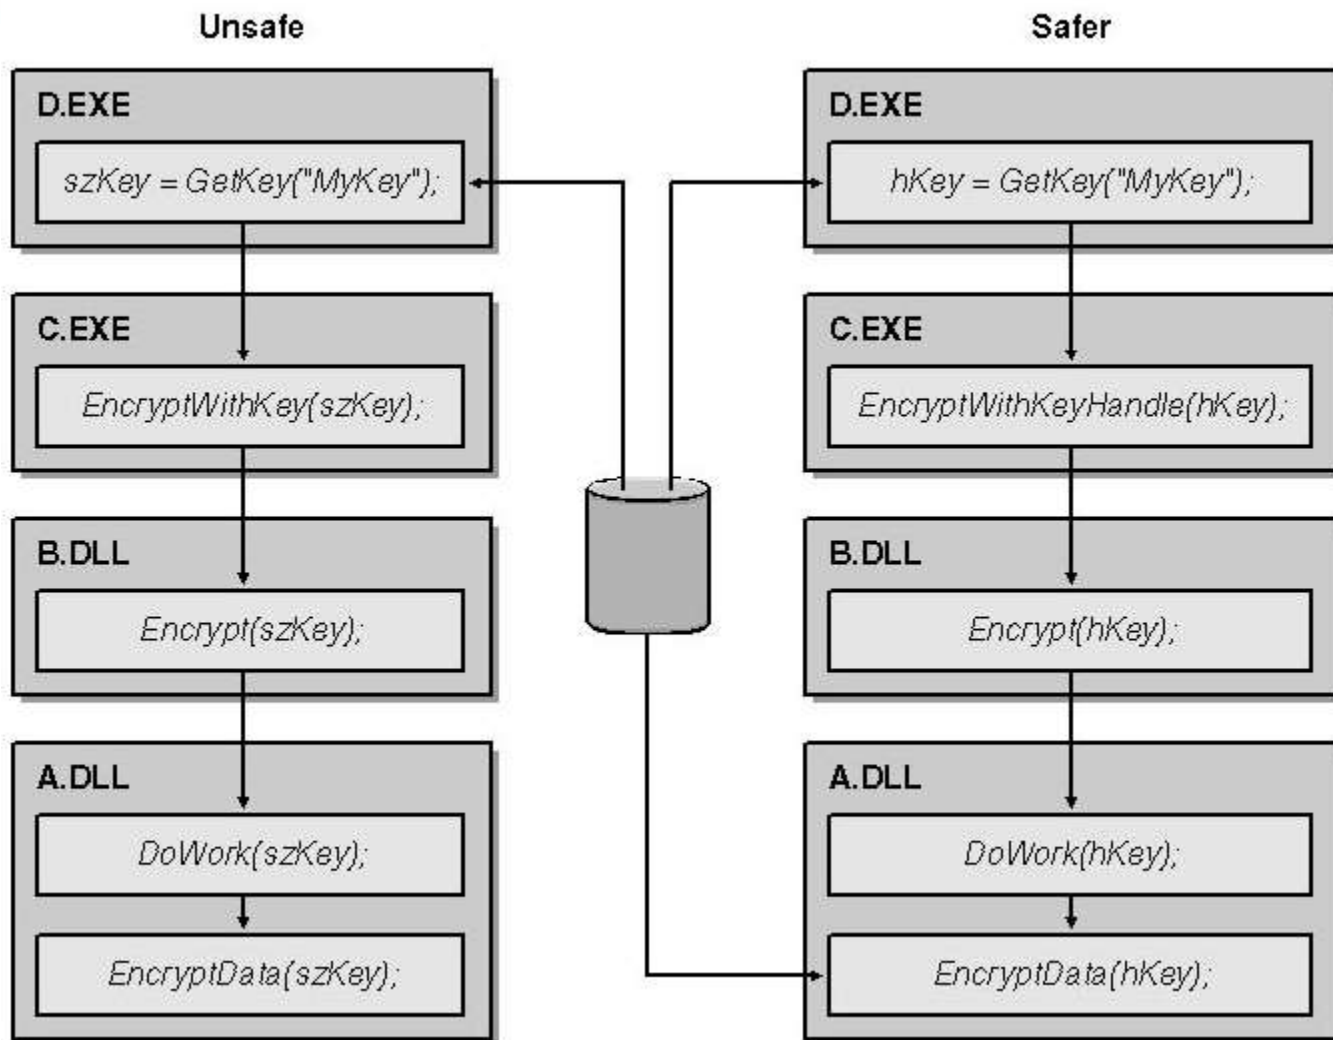 Unsafe
D.EXE
szKey = GetKey("MyKey");
C.EXE
EncryptWithKey(szKey);
B.DLL
Encrypt(szKey);
A.DLL
DoWork(szKey);
EncryptData(szKey);
Safer
D.EXE
hKey = GetKey("MyKey");
C.EXE
EncryptWithKeyHandle(hKey);
B.DLL
Encrypt(hKey);
A.DLL
DoWork(hKey);
EncryptData(hKey);